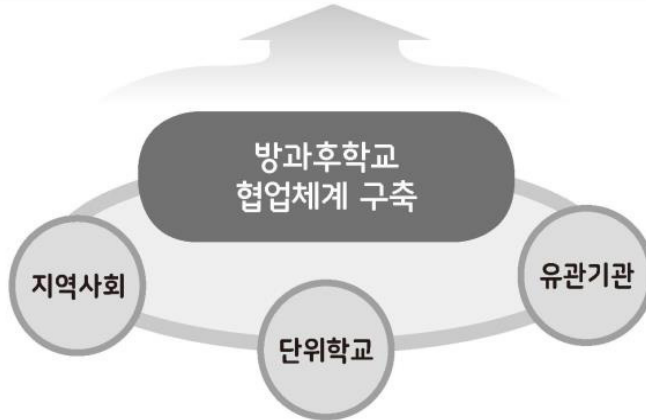 방과후학교
협업체계 구축
지역사회
단위학교
유관기관